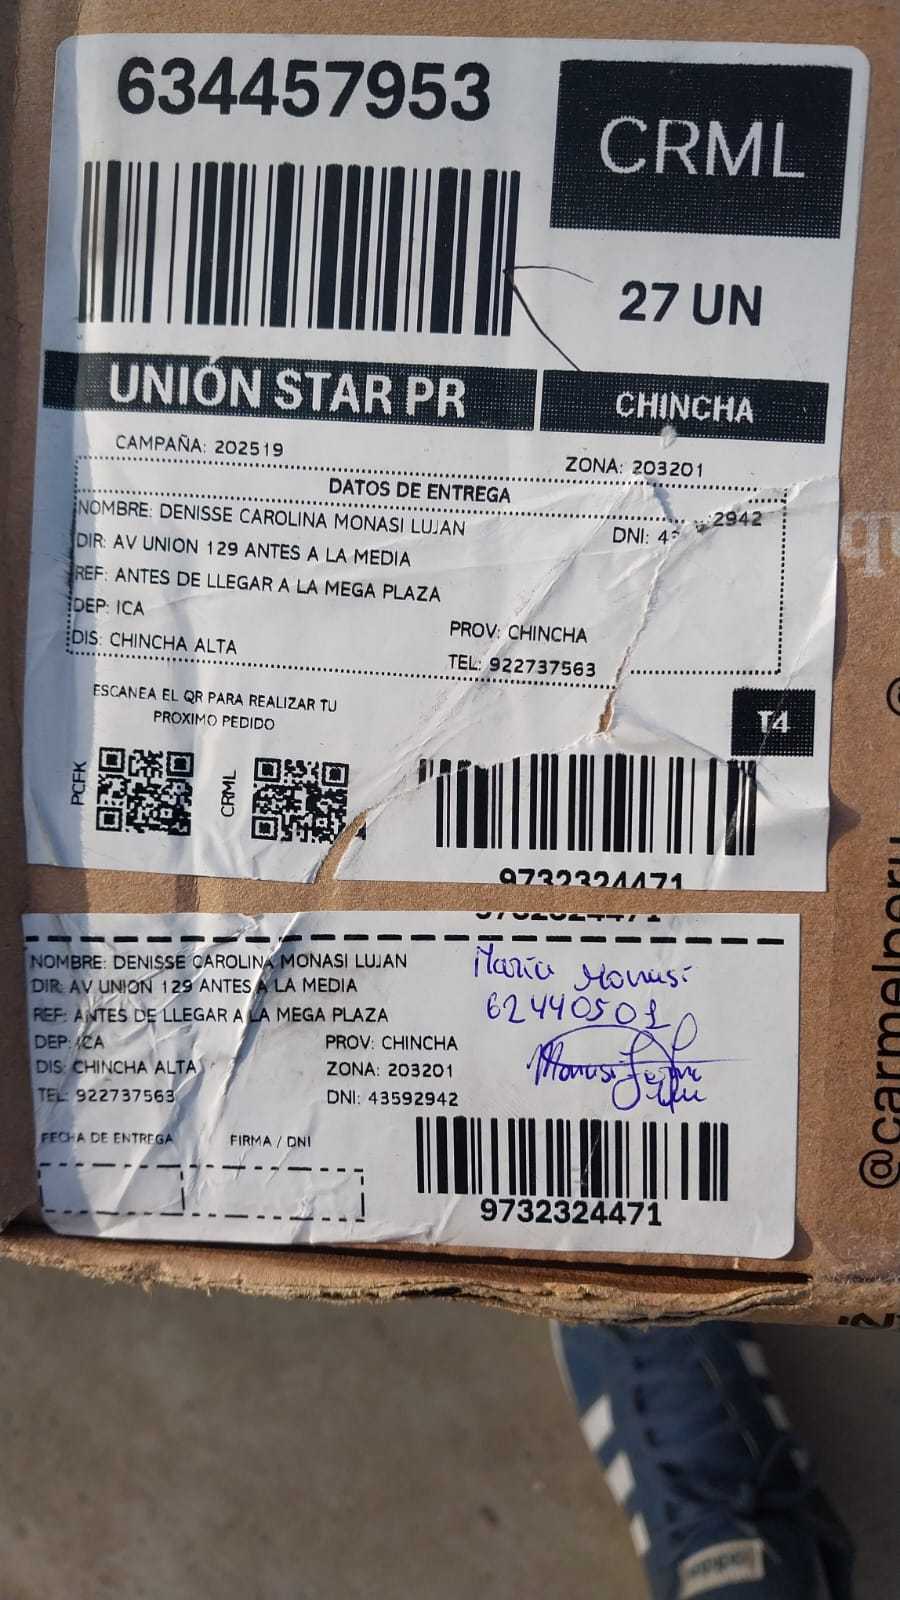 634457953
CRML
27 UN
UNIÓN STAR PR
CHINCHA
CAMPAÑA: 202519
ZONA: 203201
DATOS DE ENTREGA
NOMBRE: DENISSE CAROLINA MONASI LUJAN
DNI: 43 2942
DIR: AV UNION 129 ANTES A LA MEDIA
REF: ANTES DE LLEGAR A LA MEGA PLAZA
DEP: ICA
PROV: CHINCHA
DIS: CHINCHA ALTA
TEL: 922737563
ESCANEA EL QR PARA REALIZAR TU
PROXIMO PEDIDO
T4
PCFK
CRML
9732324471
NOMBRE: DENISSE CAROLINA MONASI LUJAN
DIR: AV UNION 129 ANTES A LA MEDIA
REF: ANTES DE LLEGAR A LA MEGA PLAZA
DEP: ICA
PROV: CHINCHA
DIS: CHINCHA ALTA
ZONA: 203201
TEL: 922737563
DNI: 43592942
FECHA DE ENTREGA
FIRMA / DNI
Maria Monasi
62440501
9732324471
@carmelperu
adidas